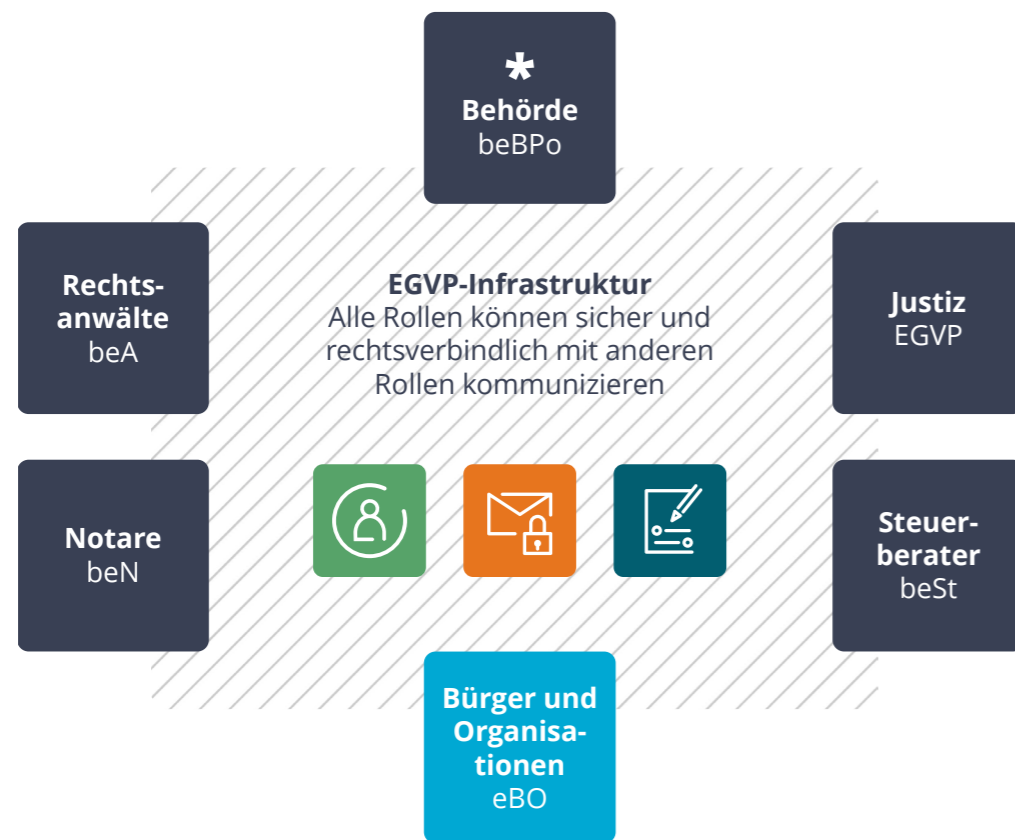 *
Behörde
beBPo
Rechts-
anwälte
beA
EGVP-Infrastruktur
Alle Rollen können sicher und
rechtsverbindlich mit anderen
Rollen kommunizieren
Justiz
EGVP
Notare
beN
Steuer-
berater
beSt
Bürger und
Organisa-
tionen
eBO